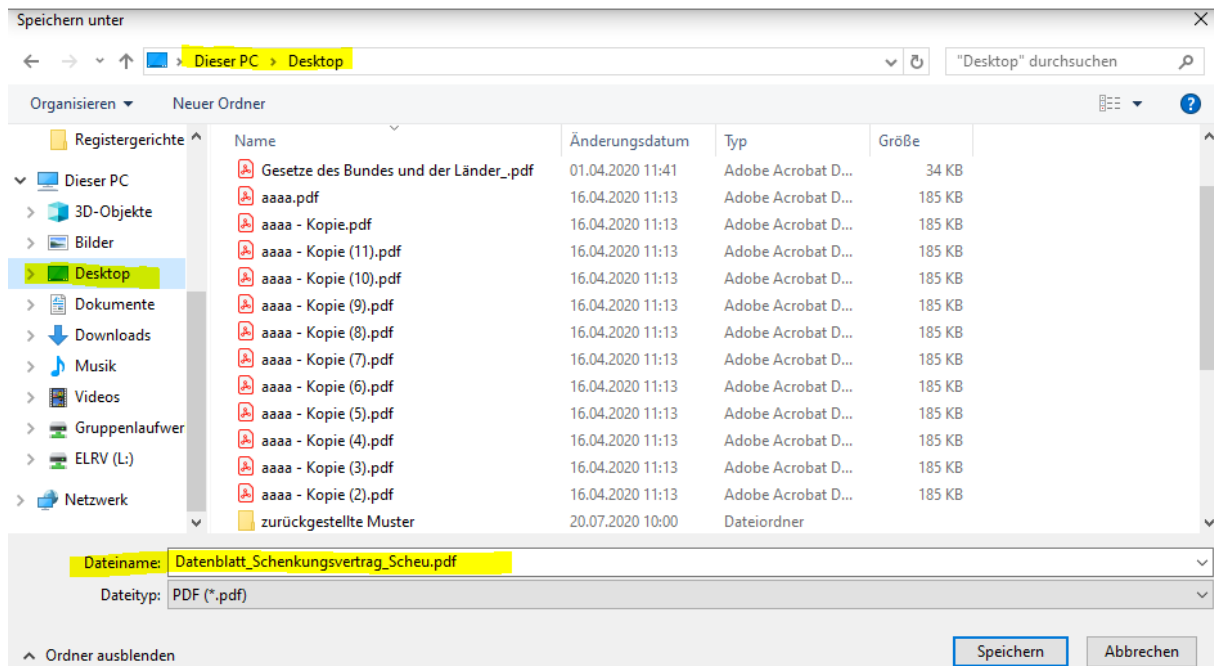 Speichern unter
Dieser PC > Desktop
"Desktop" durchsuchen
Organisieren
Neuer Ordner
Registergerichte
Dieser PC
3D-Objekte
Bilder
Desktop
Dokumente
Downloads
Musik
Videos
Gruppenlaufwer
ELRV (L:)
Netzwerk
Name Änderungsdatum Typ Größe
Gesetze des Bundes und der Länder_.pdf 01.04.2020 11:41 Adobe Acrobat D... 34 KB
aaaa.pdf 16.04.2020 11:13 Adobe Acrobat D... 185 KB
aaaa - Kopie.pdf 16.04.2020 11:13 Adobe Acrobat D... 185 KB
aaaa - Kopie (11).pdf 16.04.2020 11:13 Adobe Acrobat D... 185 KB
aaaa - Kopie (10).pdf 16.04.2020 11:13 Adobe Acrobat D... 185 KB
aaaa - Kopie (9).pdf 16.04.2020 11:13 Adobe Acrobat D... 185 KB
aaaa - Kopie (8).pdf 16.04.2020 11:13 Adobe Acrobat D... 185 KB
aaaa - Kopie (7).pdf 16.04.2020 11:13 Adobe Acrobat D... 185 KB
aaaa - Kopie (6).pdf 16.04.2020 11:13 Adobe Acrobat D... 185 KB
aaaa - Kopie (5).pdf 16.04.2020 11:13 Adobe Acrobat D... 185 KB
aaaa - Kopie (4).pdf 16.04.2020 11:13 Adobe Acrobat D... 185 KB
aaaa - Kopie (3).pdf 16.04.2020 11:13 Adobe Acrobat D... 185 KB
aaaa - Kopie (2).pdf 16.04.2020 11:13 Adobe Acrobat D... 185 KB
zurückgestellte Muster 20.07.2020 10:00 Dateiordner
Dateiname: Datenblatt_Schenkungsvertrag_Scheu.pdf
Dateityp: PDF (*.pdf)
Ordner ausblenden
Speichern
Abbrechen